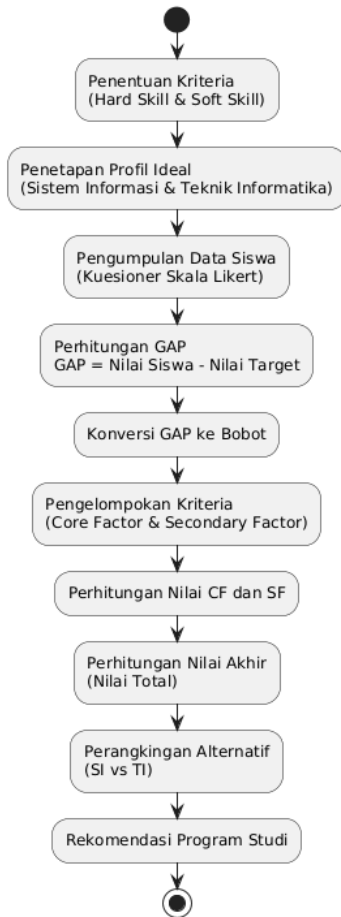 Penentuan Kriteria
(Hard Skill & Soft Skill)
Penetapan Profil Ideal
(Sistem Informasi & Teknik Informatika)
Pengumpulan Data Siswa
(Kuesioner Skala Likert)
Perhitungan GAP
GAP = Nilai Siswa - Nilai Target
Konversi GAP ke Bobot
Pengelompokan Kriteria
(Core Factor & Secondary Factor)
Perhitungan Nilai CF dan SF
Perhitungan Nilai Akhir
(Nilai Total)
Perangkingan Alternatif
(SI vs TI)
Rekomendasi Program Studi